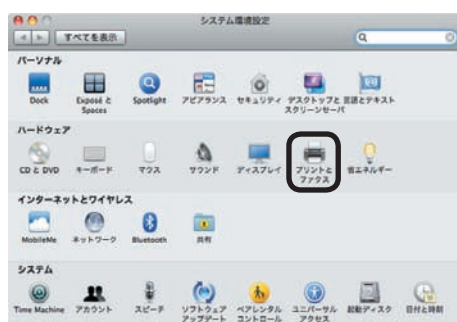 システム環境設定
すべてを表示
パーソナル
Dock
Exposé と
Spaces
Spotlight
アピアランス
セキュリティ
デスクトップと
スクリーンセーバ
言語とテキスト
ハードウェア
CD と DVD
キーボード
マウス
サウンド
ディスプレイ
プリントと
ファクス
省エネルギー
インターネットとワイヤレス
MobileMe
ネットワーク
Bluetooth
共有
システム
Time Machine
アカウント
スピーチ
ソフトウェア
アップデート
ペアレンタル
コントロール
ユニバーサル
アクセス
起動ディスク
日付と時刻